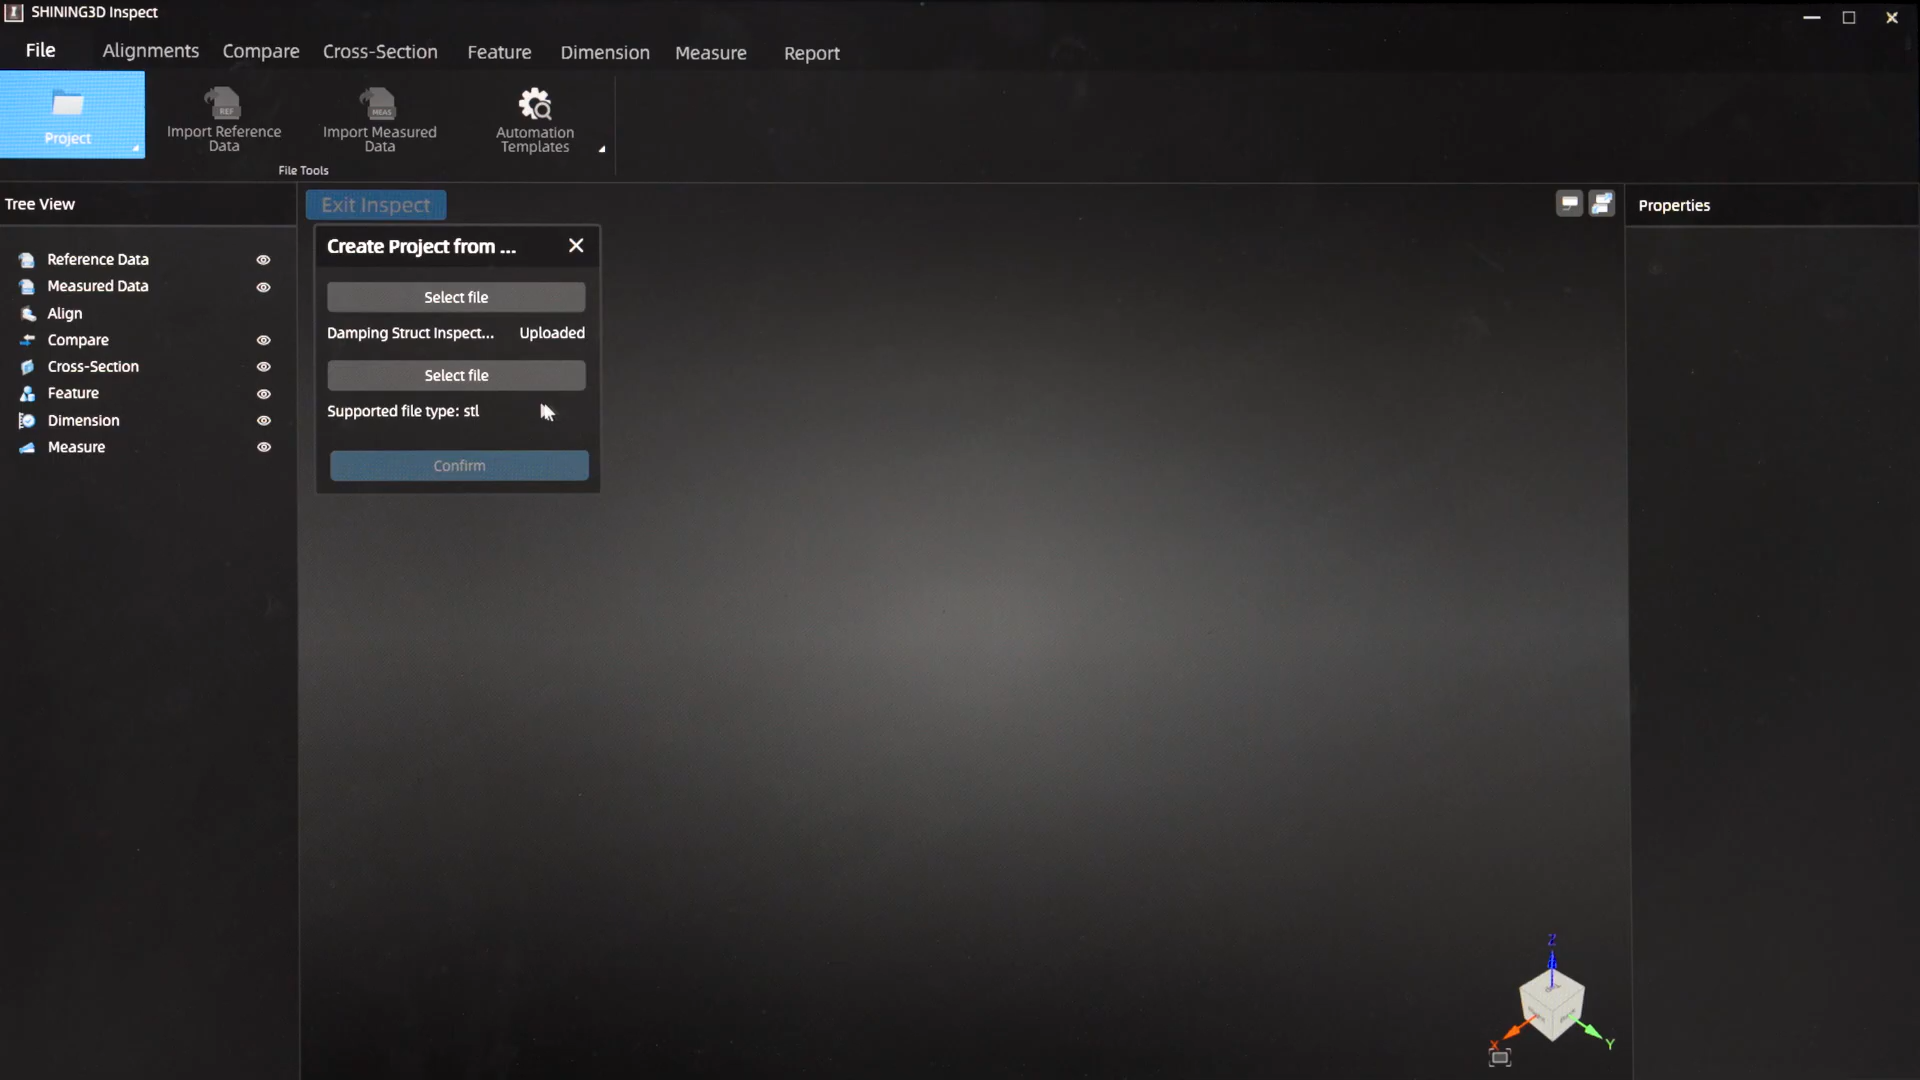 SHINING3D Inspect
File
Alignments
Compare
Cross-Section
Feature
Dimension
Measure
Report
Project
REF
Import Reference
Data
MEAS
Import Measured
Data
Automation
Templates
File Tools
Tree View
Exit Inspect
Properties
Reference Data
Measured Data
Align
Compare
Cross-Section
Feature
Dimension
Measure
Create Project from ...
Select file
Damping Struct Inspect... Uploaded
Select file
Supported file type: stl
Confirm
Z
X
Y